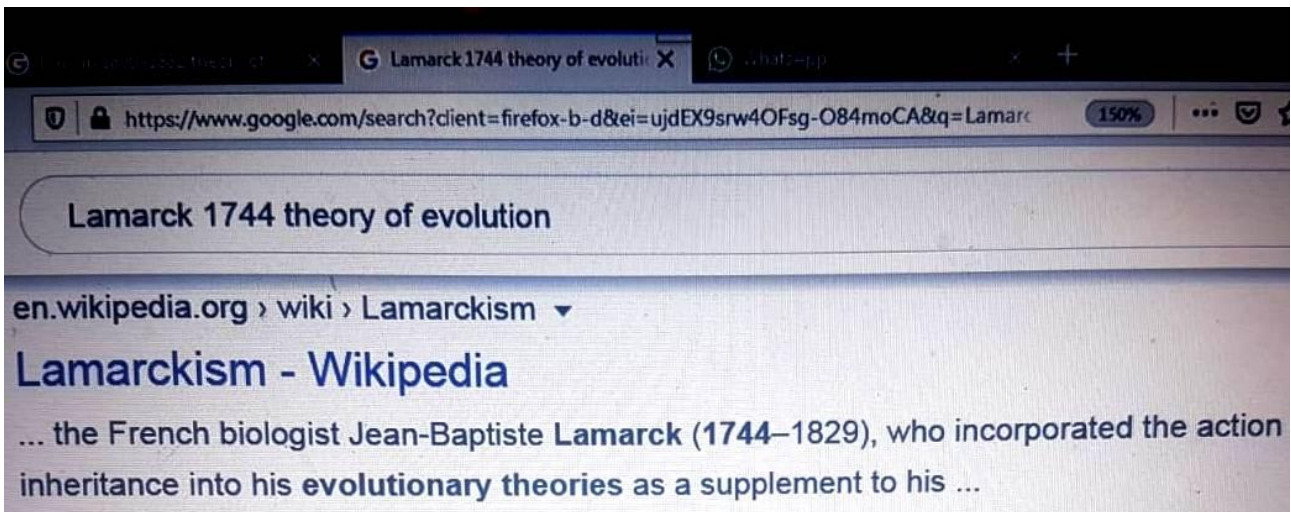 Lamarck 1744 theory of evoluti
https://www.google.com/search?client=firefox-b-d&ei=ujdEX9srw4OFsg-O84moCA&q=Lamarc 150%
Lamarck 1744 theory of evolution
en.wikipedia.org › wiki › Lamarckism
Lamarckism - Wikipedia
... the French biologist Jean-Baptiste Lamarck (1744–1829), who incorporated the action
inheritance into his evolutionary theories as a supplement to his ...